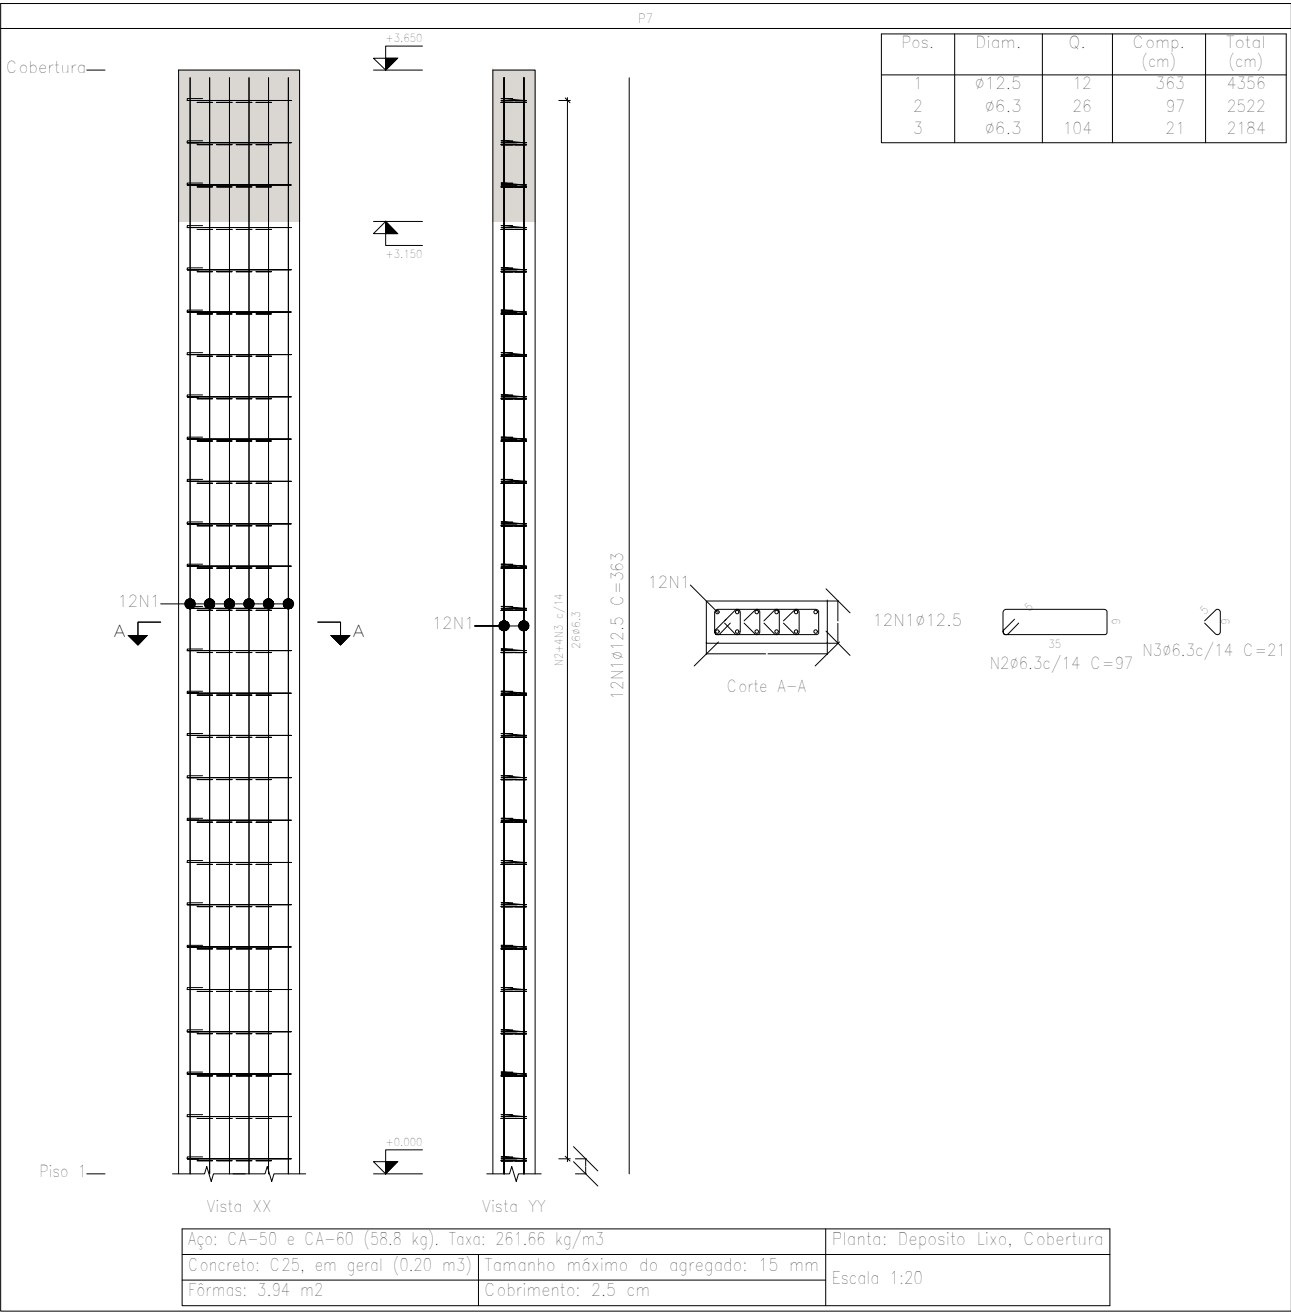 P7
+3.650
Cobertura
Pos. Diam. Q. Comp. (cm) Total (cm)
1 ø12.5 12 363 4356
2 ø6.3 26 97 2522
3 ø6.3 104 21 2184
+3.150
12N1
A A
12N1
N2+4N3 c/14
26ø6.3
12N1ø12.5 C=363
12N1
Corte A-A
12N1ø12.5
5
9
35
N2ø6.3c/14 C=97
5
9
N3ø6.3c/14 C=21
+0.000
Piso 1
Vista XX
Vista YY
Aço: CA-50 e CA-60 (58.8 kg). Taxa: 261.66 kg/m3
Planta: Deposito Lixo, Cobertura
Concreto: C25, em geral (0.20 m3)
Tamanho máximo do agregado: 15 mm
Escala 1:20
Fôrmas: 3.94 m2
Cobrimento: 2.5 cm